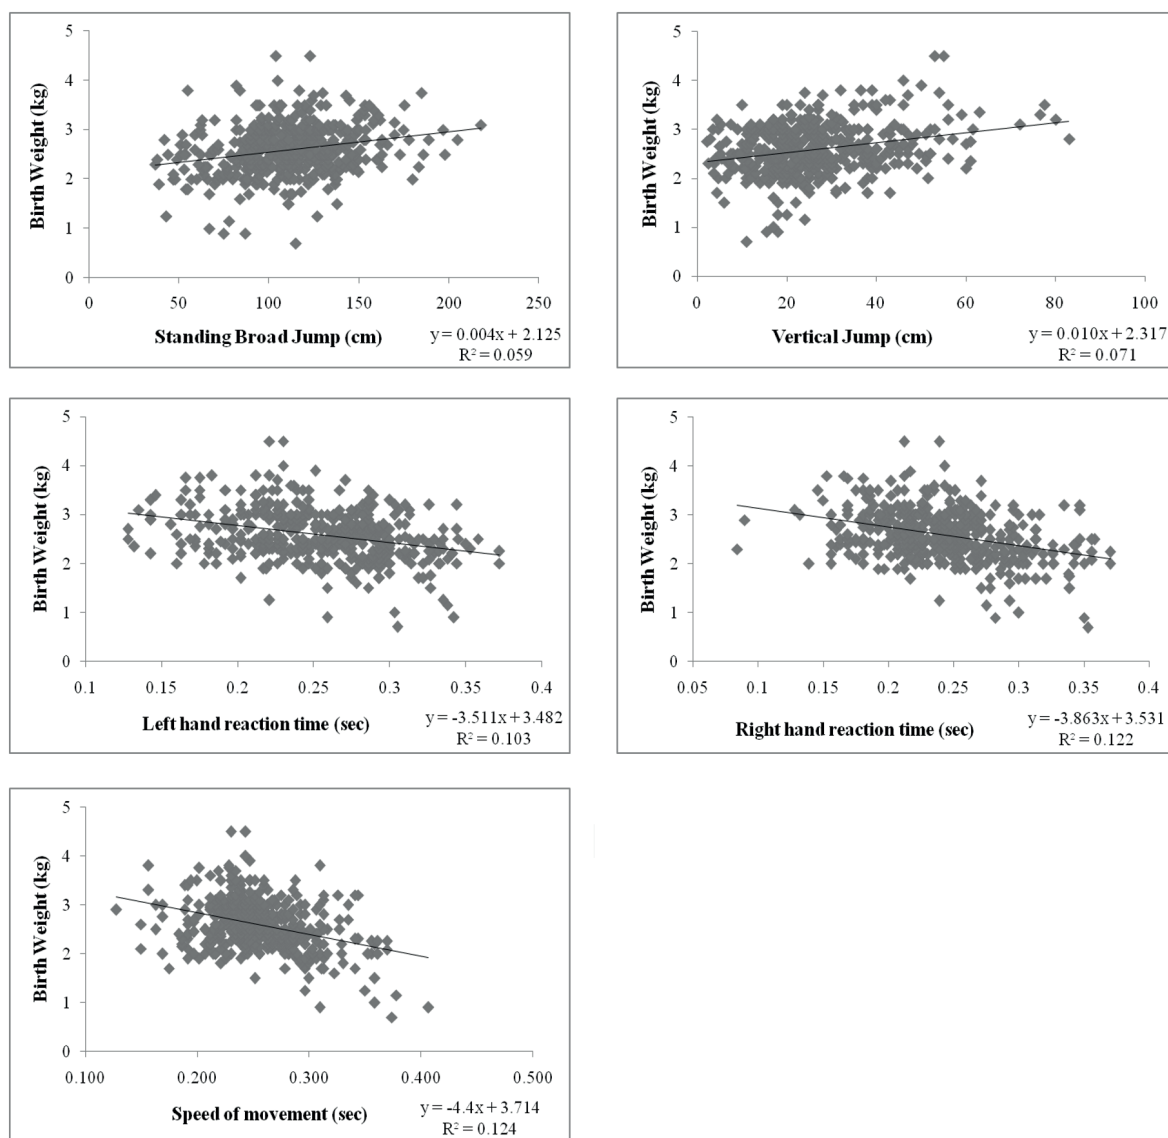 5
4
3
2
1
0
Birth Weight (kg)
0 50 100 150 200 250
Standing Broad Jump (cm)
y = 0.004x + 2.125
R² = 0.059
5
4
3
2
1
0
Birth Weight (kg)
0 20 40 60 80 100
Vertical Jump (cm)
y = 0.010x + 2.317
R² = 0.071
5
4
3
2
1
0
Birth Weight (kg)
0.1 0.15 0.2 0.25 0.3 0.35 0.4
Left hand reaction time (sec)
y = -3.511x + 3.482
R² = 0.103
5
4
3
2
1
0
Birth Weight (kg)
0.05 0.1 0.15 0.2 0.25 0.3 0.35 0.4
Right hand reaction time (sec)
y = -3.863x + 3.531
R² = 0.122
5
4
3
2
1
0
Birth Weight (kg)
0.100 0.200 0.300 0.400 0.500
Speed of movement (sec)
y = -4.4x + 3.714
R² = 0.124